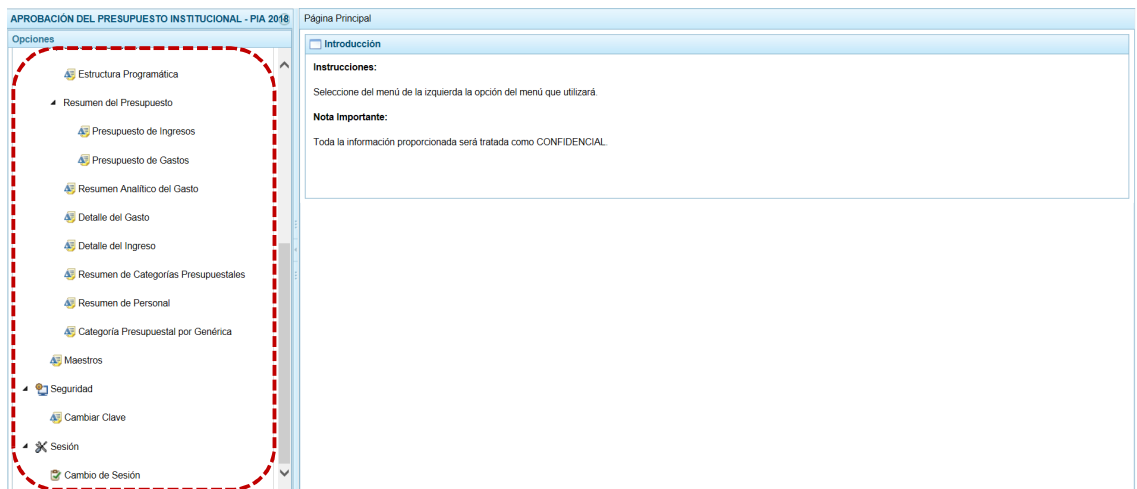 APROBACIÓN DEL PRESUPUESTO INSTITUCIONAL - PIA 2018
Opciones
Estructura Programática
Resumen del Presupuesto
Presupuesto de Ingresos
Presupuesto de Gastos
Resumen Analítico del Gasto
Detalle del Gasto
Detalle del Ingreso
Resumen de Categorías Presupuestales
Resumen de Personal
Categoría Presupuestal por Genérica
Maestros
Seguridad
Cambiar Clave
Sesión
Cambio de Sesión
Página Principal
Introducción
Instrucciones:
Seleccione del menú de la izquierda la opción del menú que utilizará.
Nota Importante:
Toda la información proporcionada será tratada como CONFIDENCIAL.